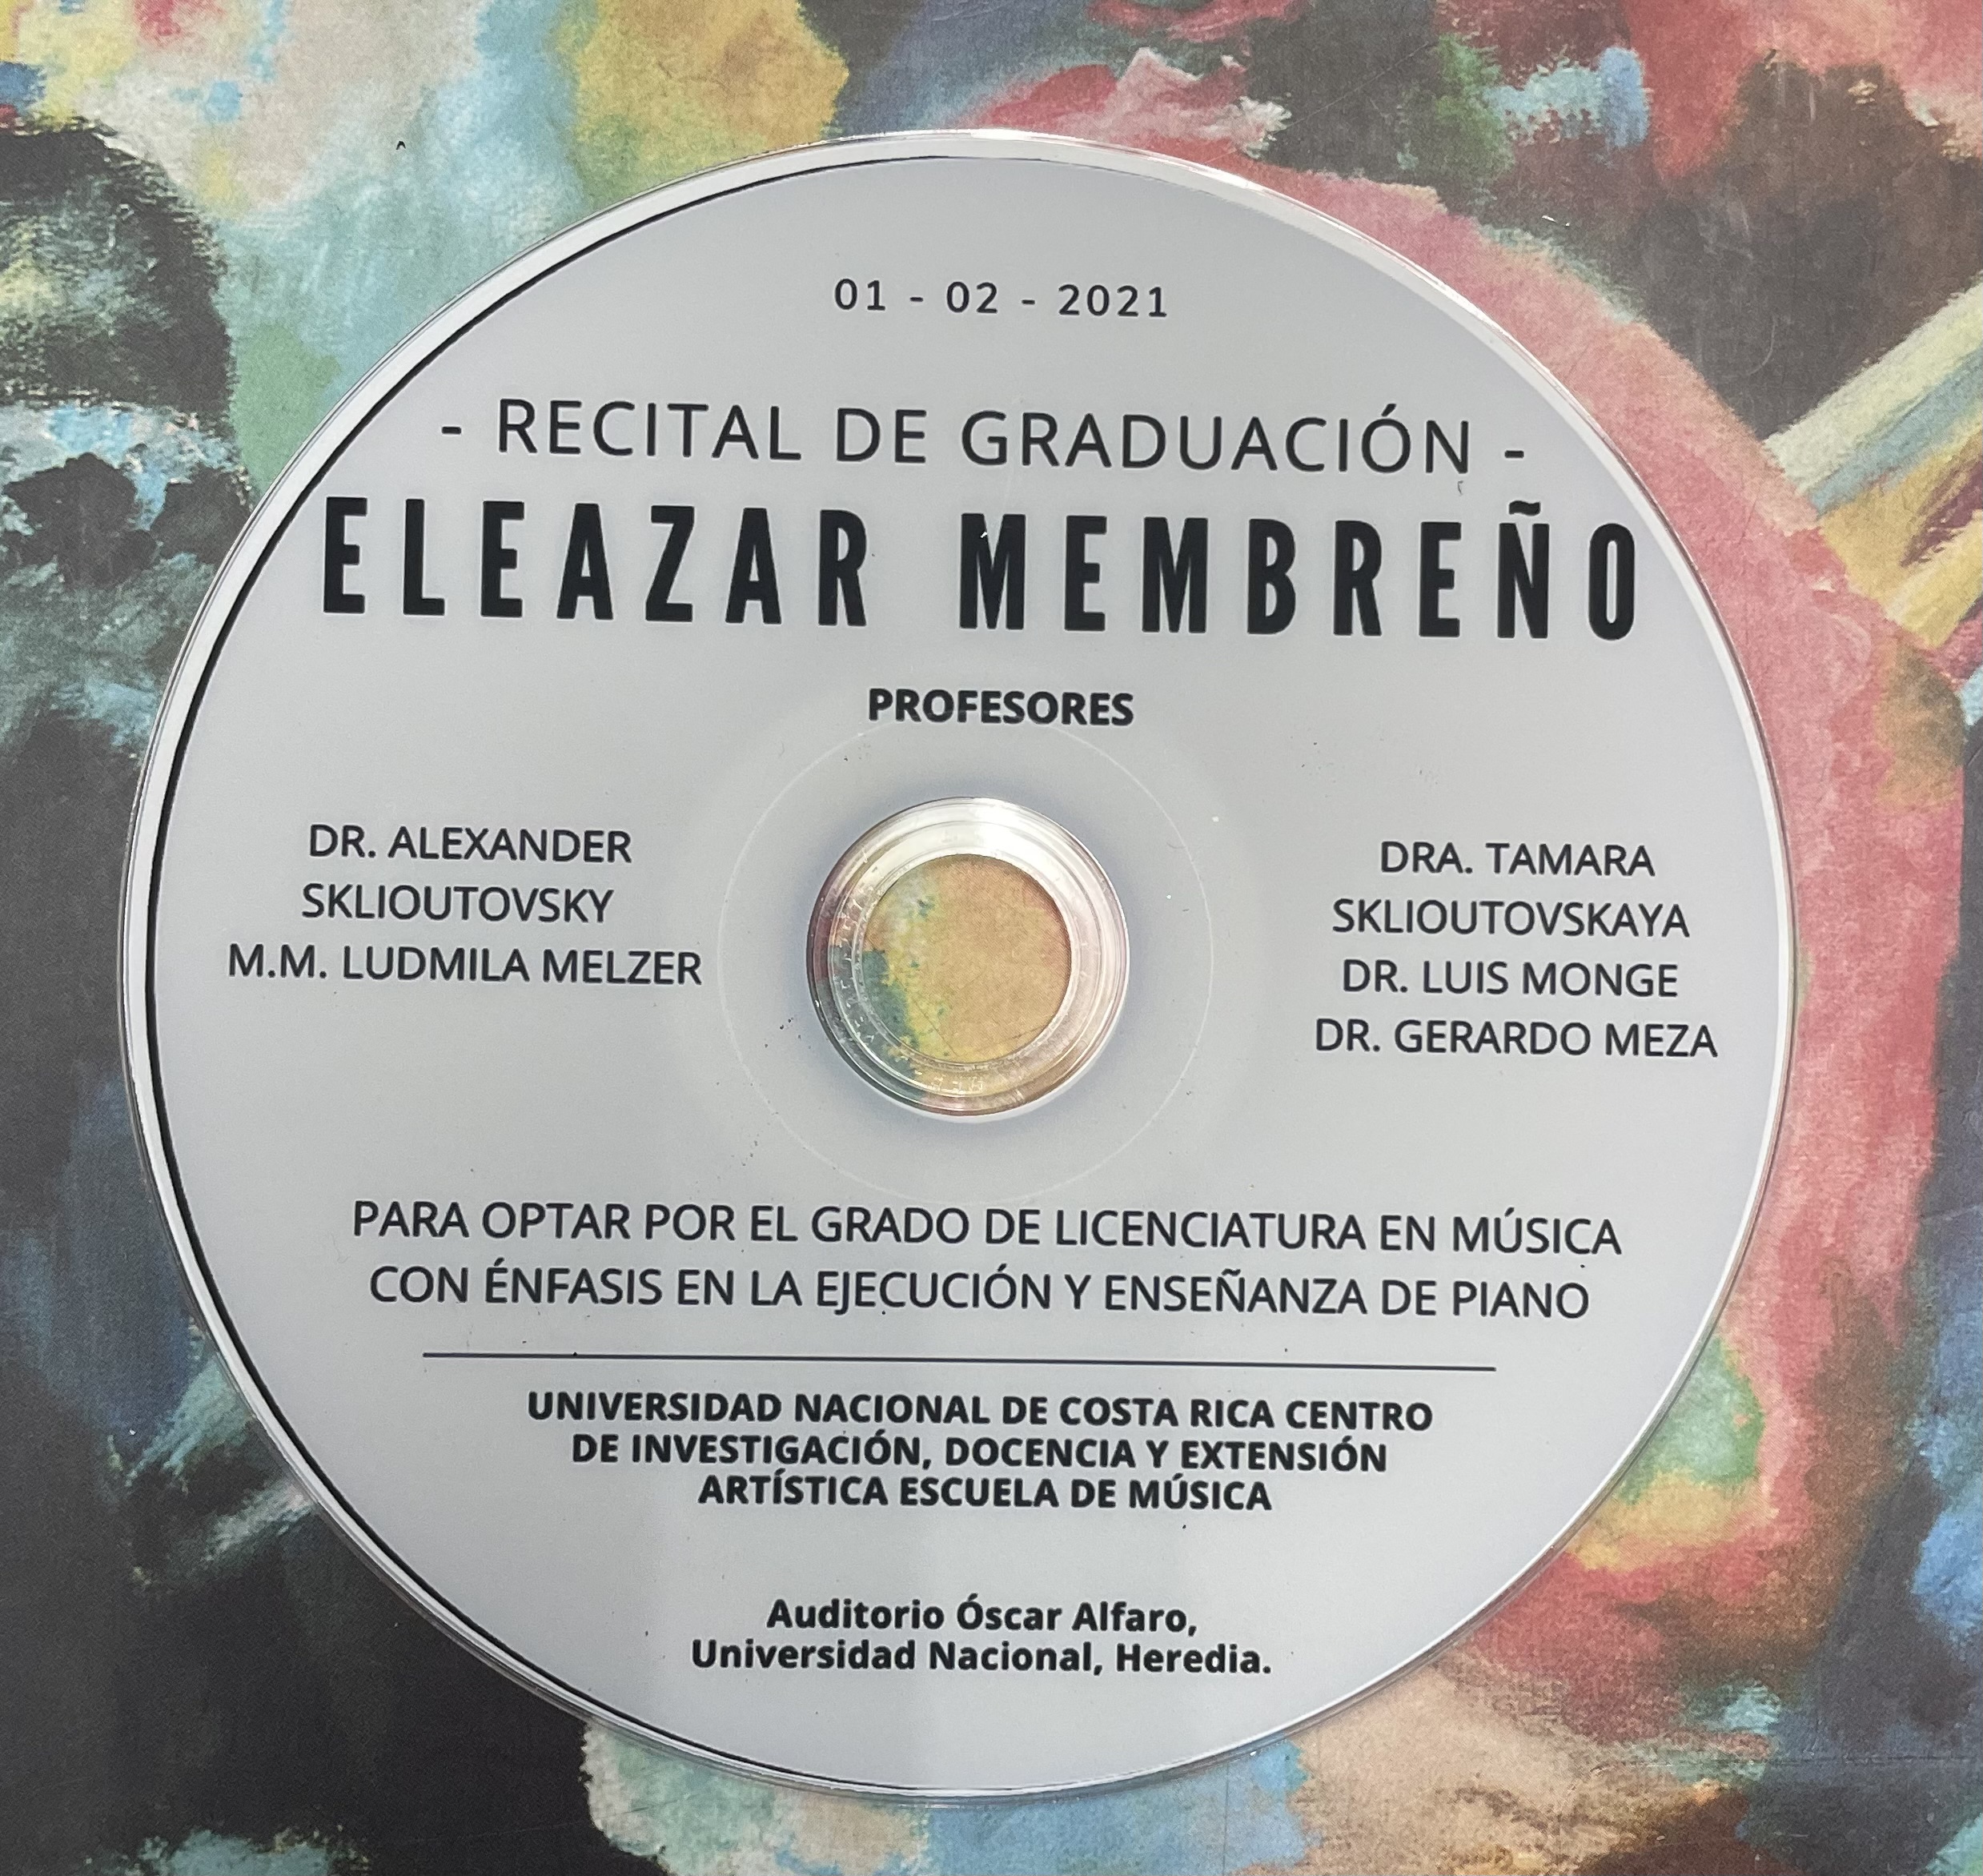 01 - 02 - 2021
- RECITAL DE GRADUACIÓN -
ELEAZAR MEMBREÑO
PROFESORES
DR. ALEXANDER
SKLIOUTOVSKY
M.M. LUDMILA MELZER
DRA. TAMARA
SKLIOUTOVSKAYA
DR. LUIS MONGE
DR. GERARDO MEZA
PARA OPTAR POR EL GRADO DE LICENCIATURA EN MÚSICA
CON ÉNFASIS EN LA EJECUCIÓN Y ENSEÑANZA DE PIANO
UNIVERSIDAD NACIONAL DE COSTA RICA CENTRO
DE INVESTIGACIÓN, DOCENCIA Y EXTENSIÓN
ARTÍSTICA ESCUELA DE MÚSICA
Auditorio Óscar Alfaro,
Universidad Nacional, Heredia.